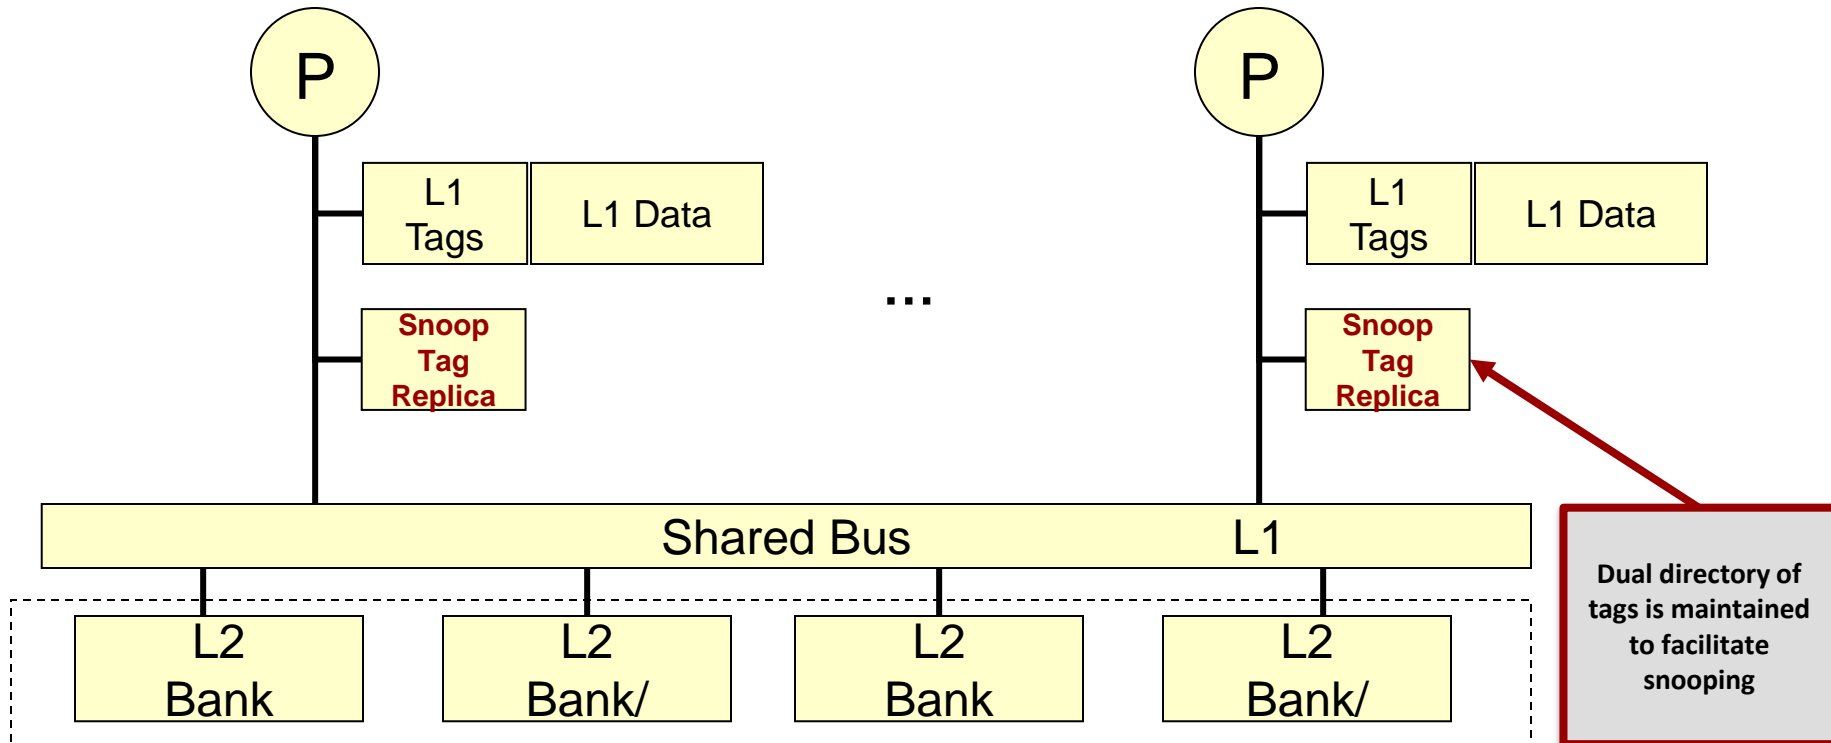 P
P
L1
Tags
L1 Data
L1
Tags
L1 Data
...
Snoop
Tag
Replica
Snoop
Tag
Replica
Shared Bus
L1
Dual directory of
tags is maintained
to facilitate
snooping
L2
Bank
L2
Bank/
L2
Bank
L2
Bank/